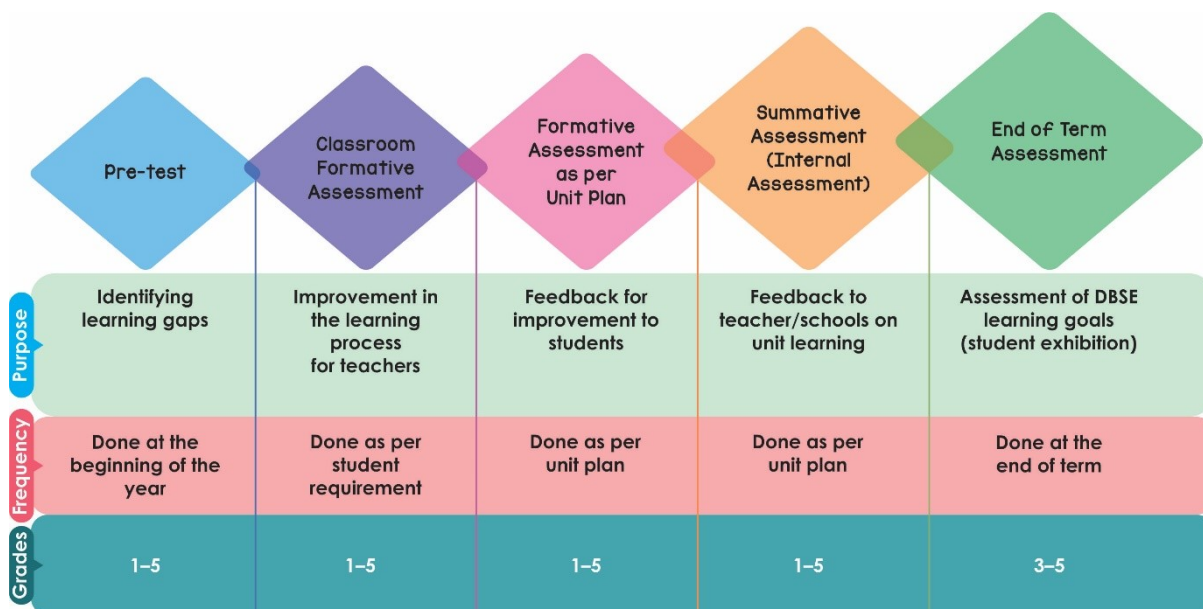 Pre-test
Classroom
Formative
Assessment
Formative
Assessment
as per
Unit Plan
Summative
Assessment
(Internal
Assessment)
End of Term
Assessment
Purpose
Identifying
learning gaps
Improvement in
the learning
process
for teachers
Feedback for
improvement to
students
Feedback to
teacher/schools on
unit learning
Assessment of DBSE
learning goals
(student exhibition)
Frequency
Done at the
beginning of the
year
Done as per
student
requirement
Done as per
unit plan
Done as per
unit plan
Done at the
end of term
Grades
1–5
1–5
1–5
1–5
3–5